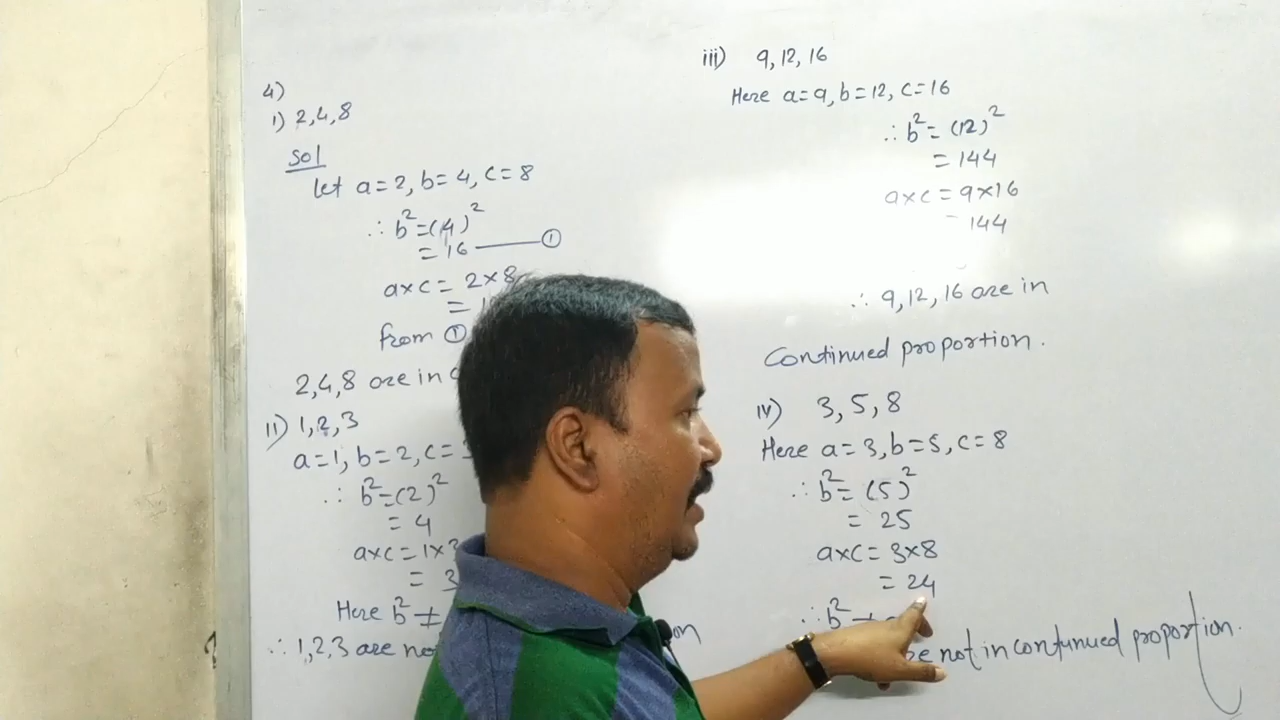 4)
i) 2,4,8
Sol
Let a=2, b=4, c=8
∴ b²=(4)²
= 16 ——— ①
a×c = 2×8
=
from ①
2,4,8 are in
ii) 1,2,3
a=1, b=2, c=
∴ b²=(2)²
= 4
a×c = 1×3
= 3
Here b² ≠
∴ 1,2,3 are
iii) 9,12,16
Here a=9, b=12, c=16
∴ b² = (12)²
= 144
a×c = 9×16
= 144
∴ 9,12,16 are in
Continued proportion.
iv) 3,5,8
Here a=3, b=5, c=8
∴ b² = (5)²
= 25
a×c = 3×8
= 24
∴ b² ≠
not in continued proportion.